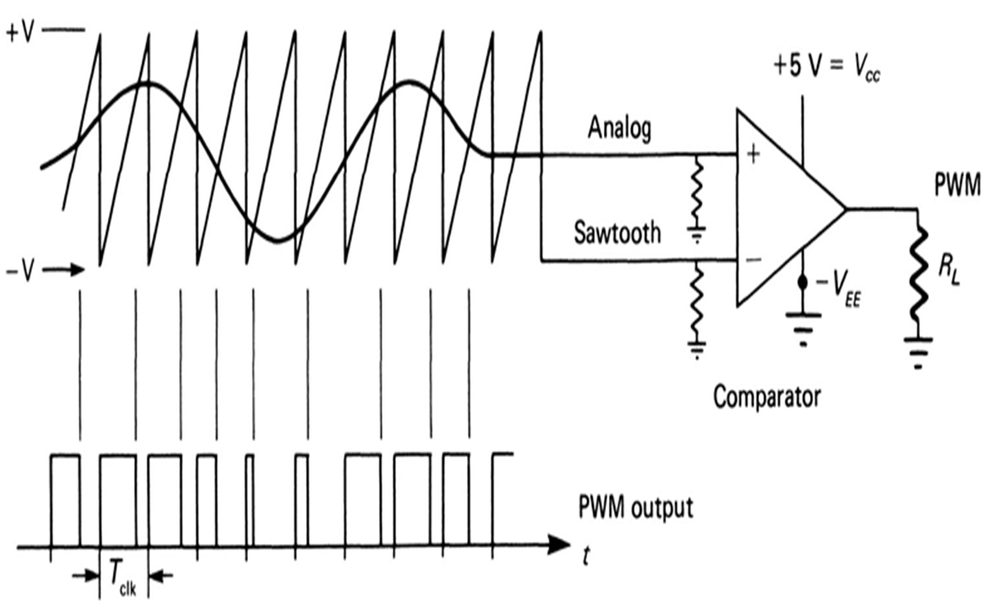 +V
+5 V = Vcc
Analog
+
PWM
Sawtooth
−V
−
RL
−VEE
Comparator
PWM output
t
Tclk